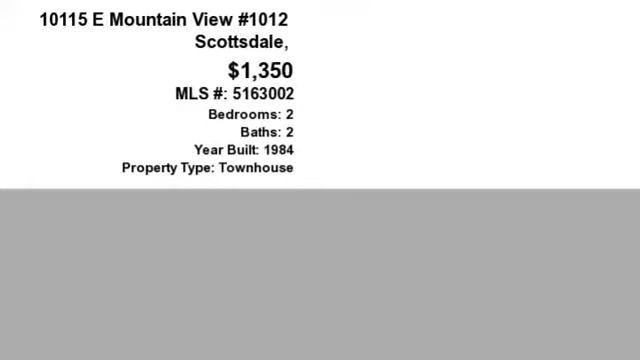 10115 E Mountain View #1012
Scottsdale,
$1,350
MLS #: 5163002
Bedrooms: 2
Baths: 2
Year Built: 1984
Property Type: Townhouse